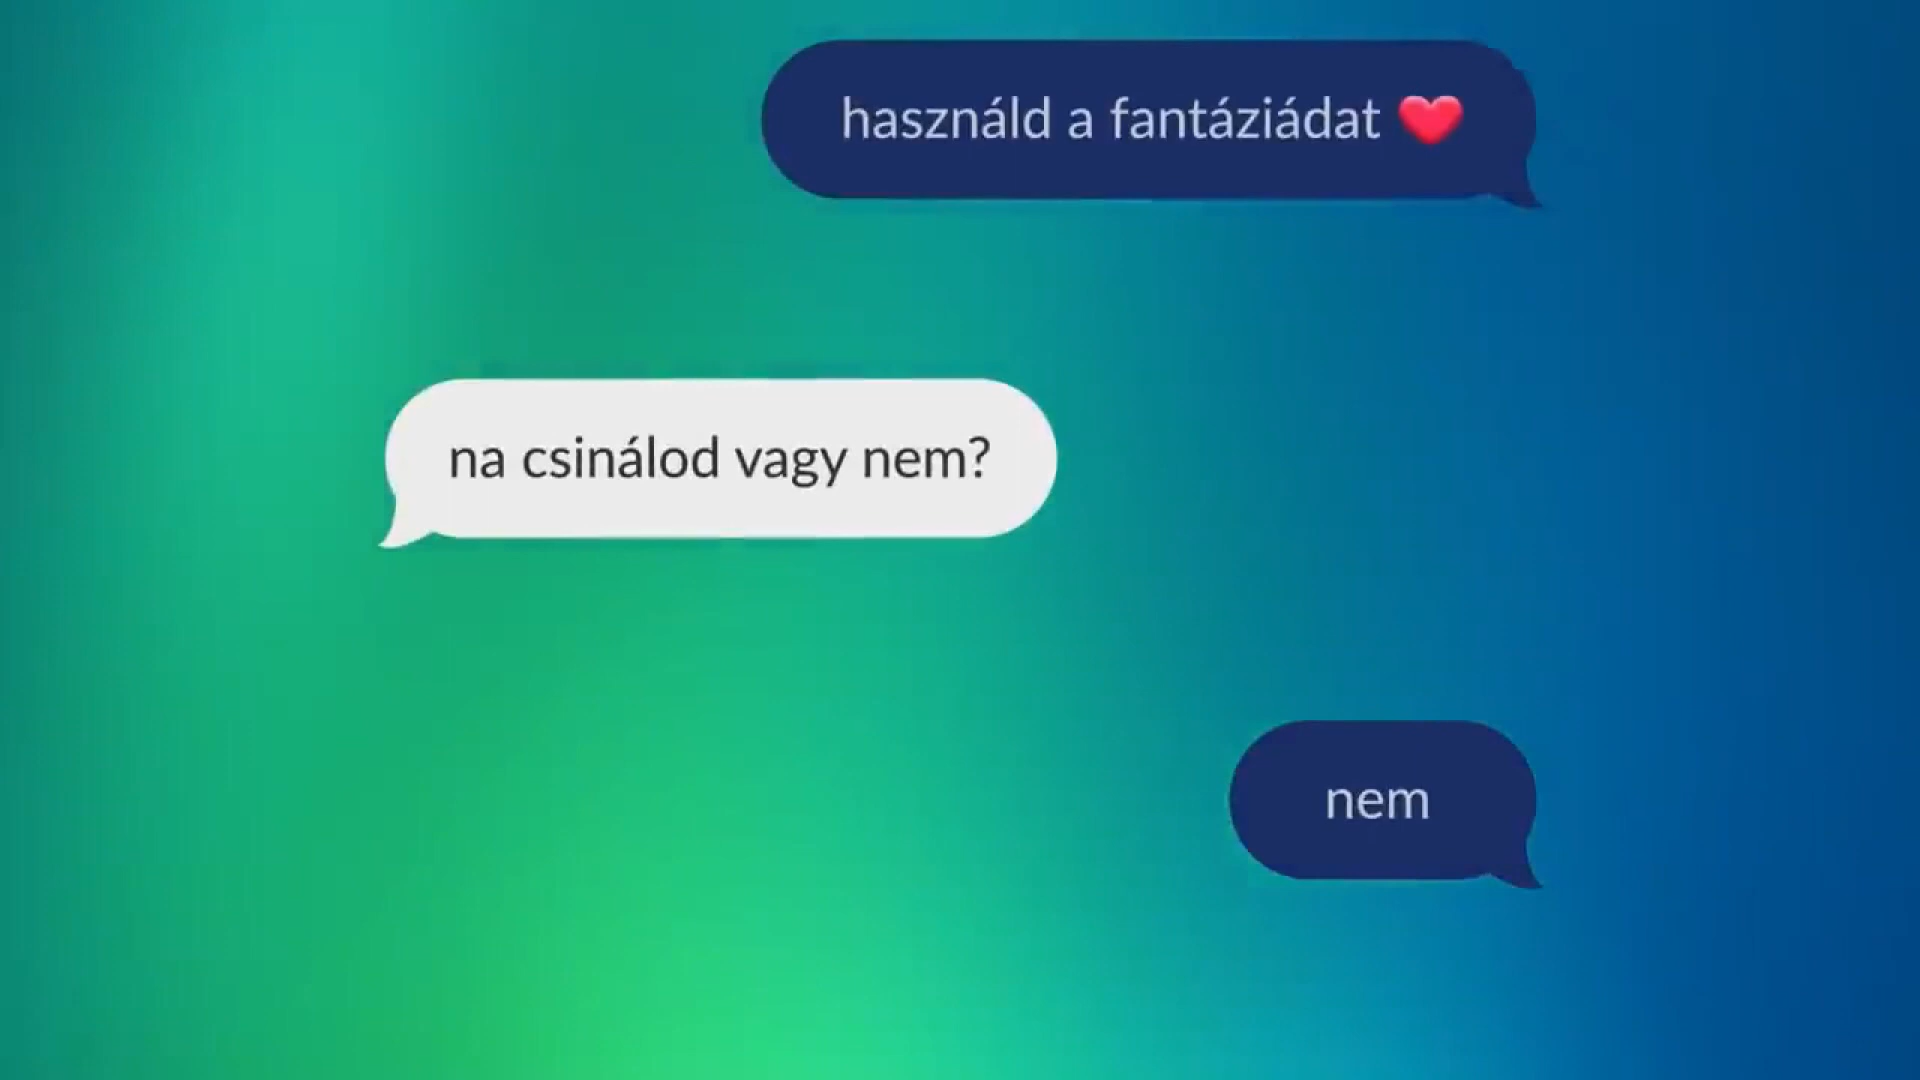 használd a fantáziádat ❤️
na csinálod vagy nem?
nem